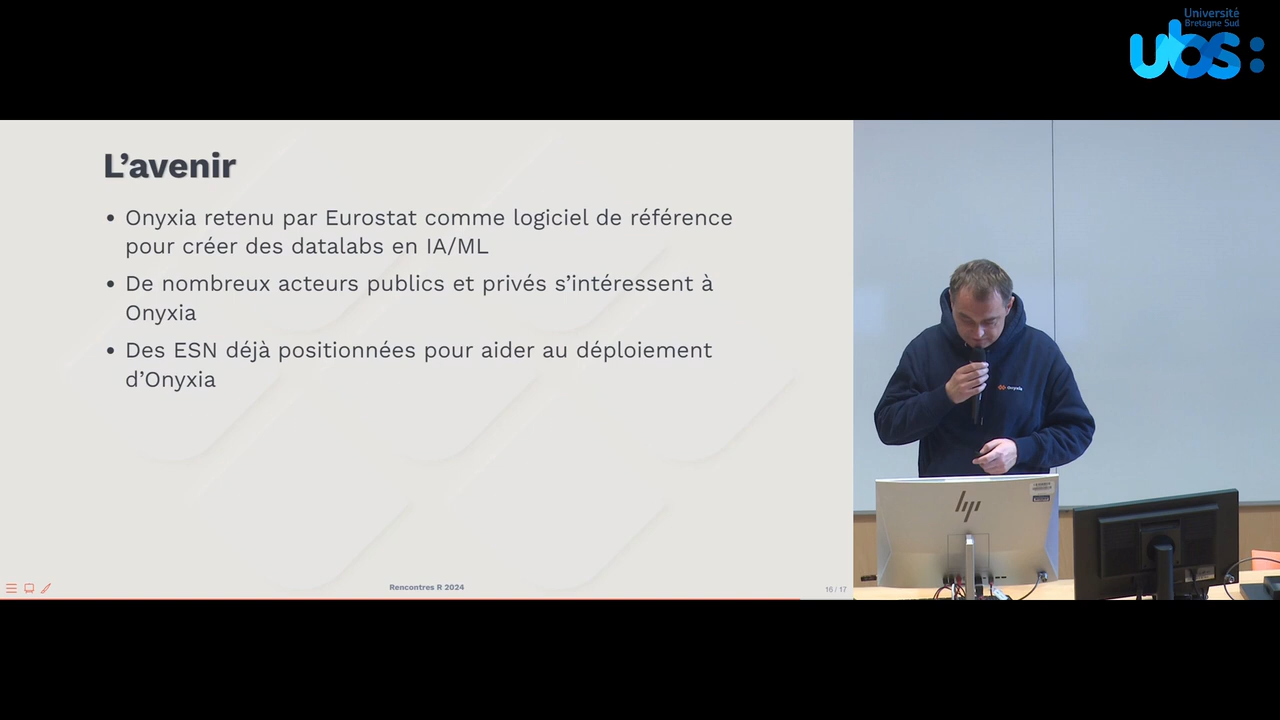 Université
Bretagne Sud
ubs:
L’avenir
• Onyxia retenu par Eurostat comme logiciel de référence
pour créer des datalabs en IA/ML
• De nombreux acteurs publics et privés s’intéressent à
Onyxia
• Des ESN déjà positionnées pour aider au déploiement
d’Onyxia
Onyxia
hp
Rencontres R 2024
16 / 17